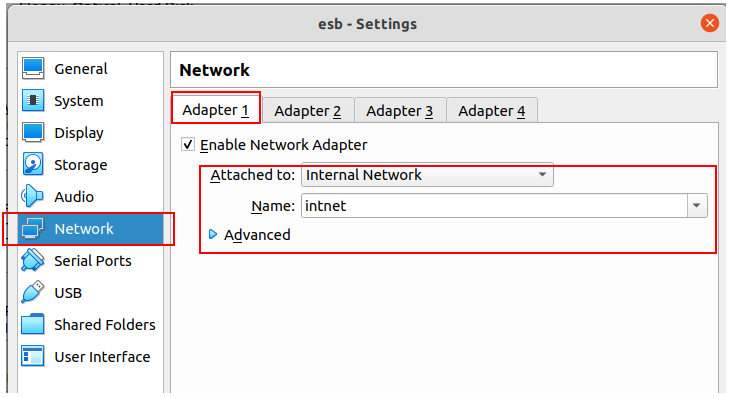 esb - Settings
General
System
Display
Storage
Audio
Network
Serial Ports
USB
Shared Folders
User Interface
Network
Adapter 1 Adapter 2 Adapter 3 Adapter 4
Enable Network Adapter
Attached to: Internal Network
Name: intnet
Advanced